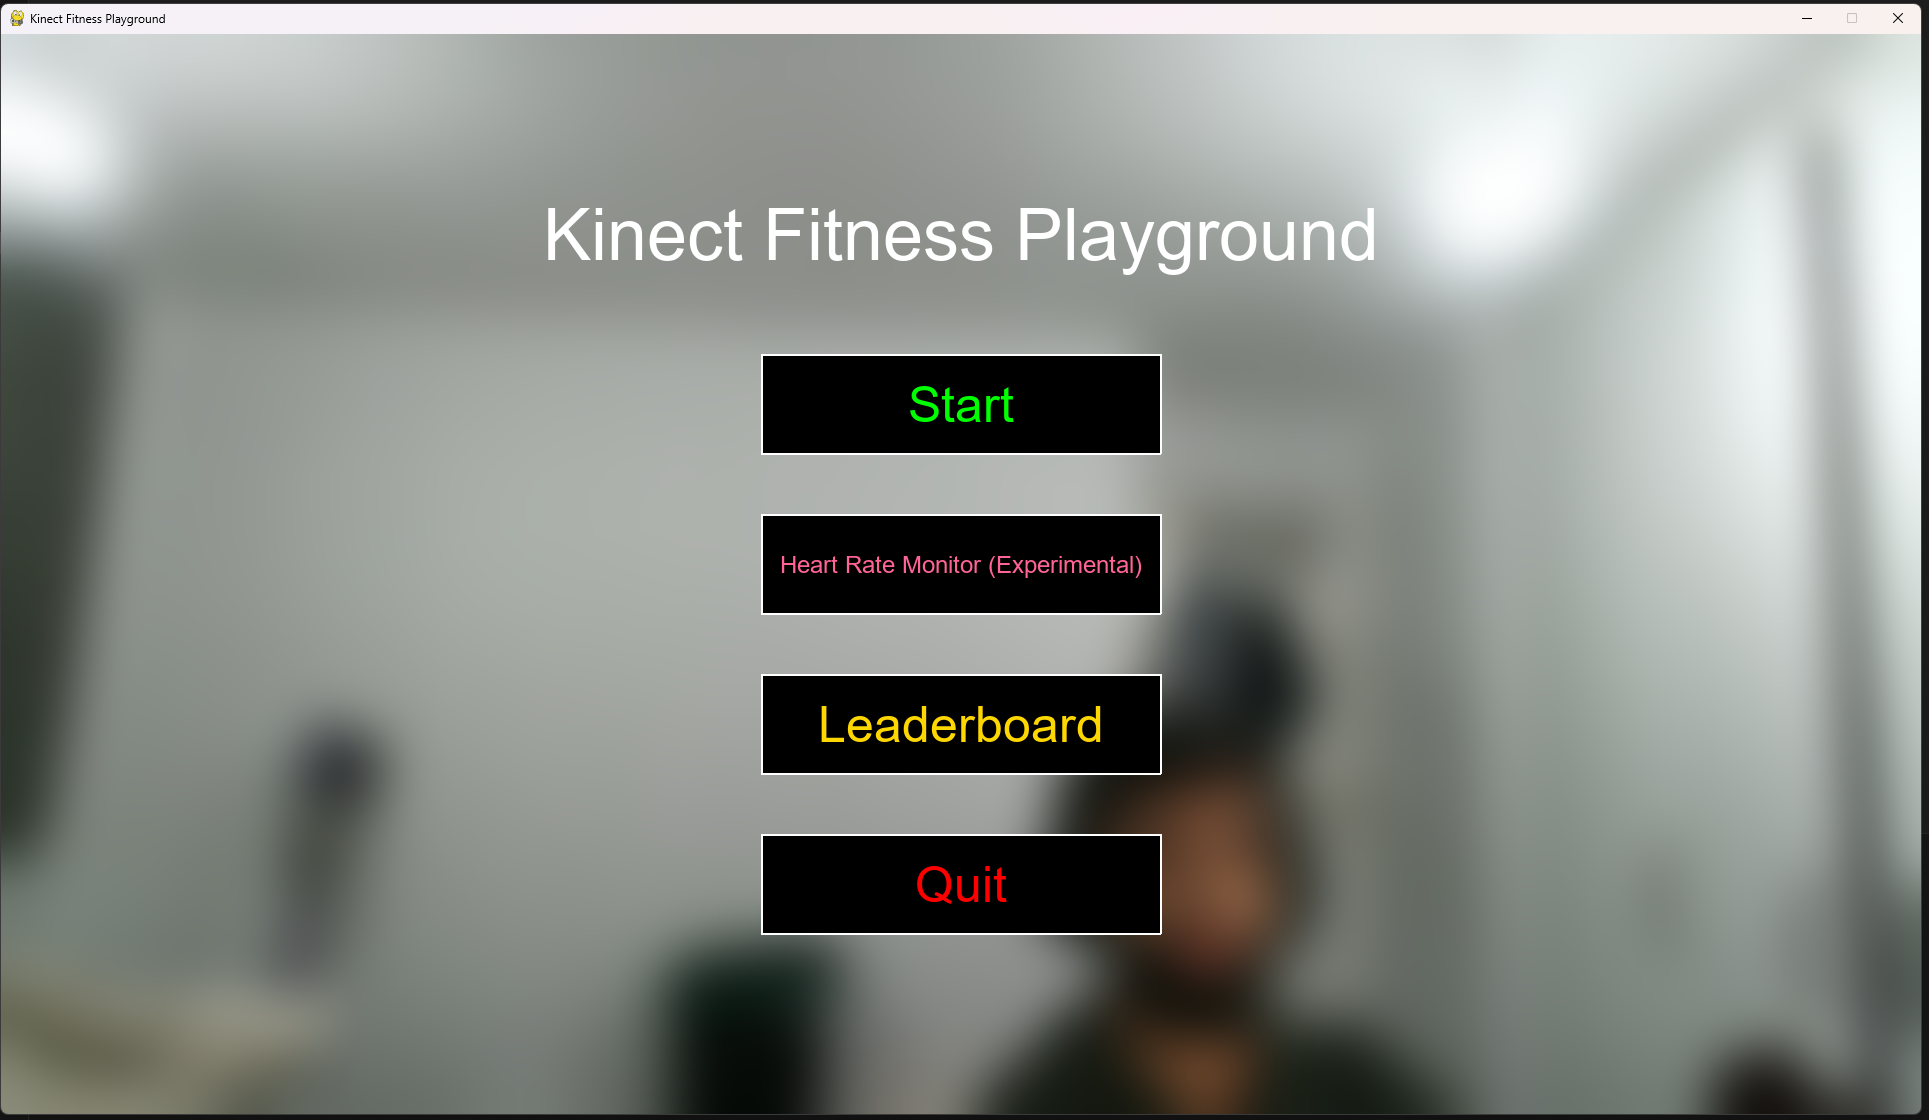 Kinect Fitness Playground
Kinect Fitness Playground
Start
Heart Rate Monitor (Experimental)
Leaderboard
Quit